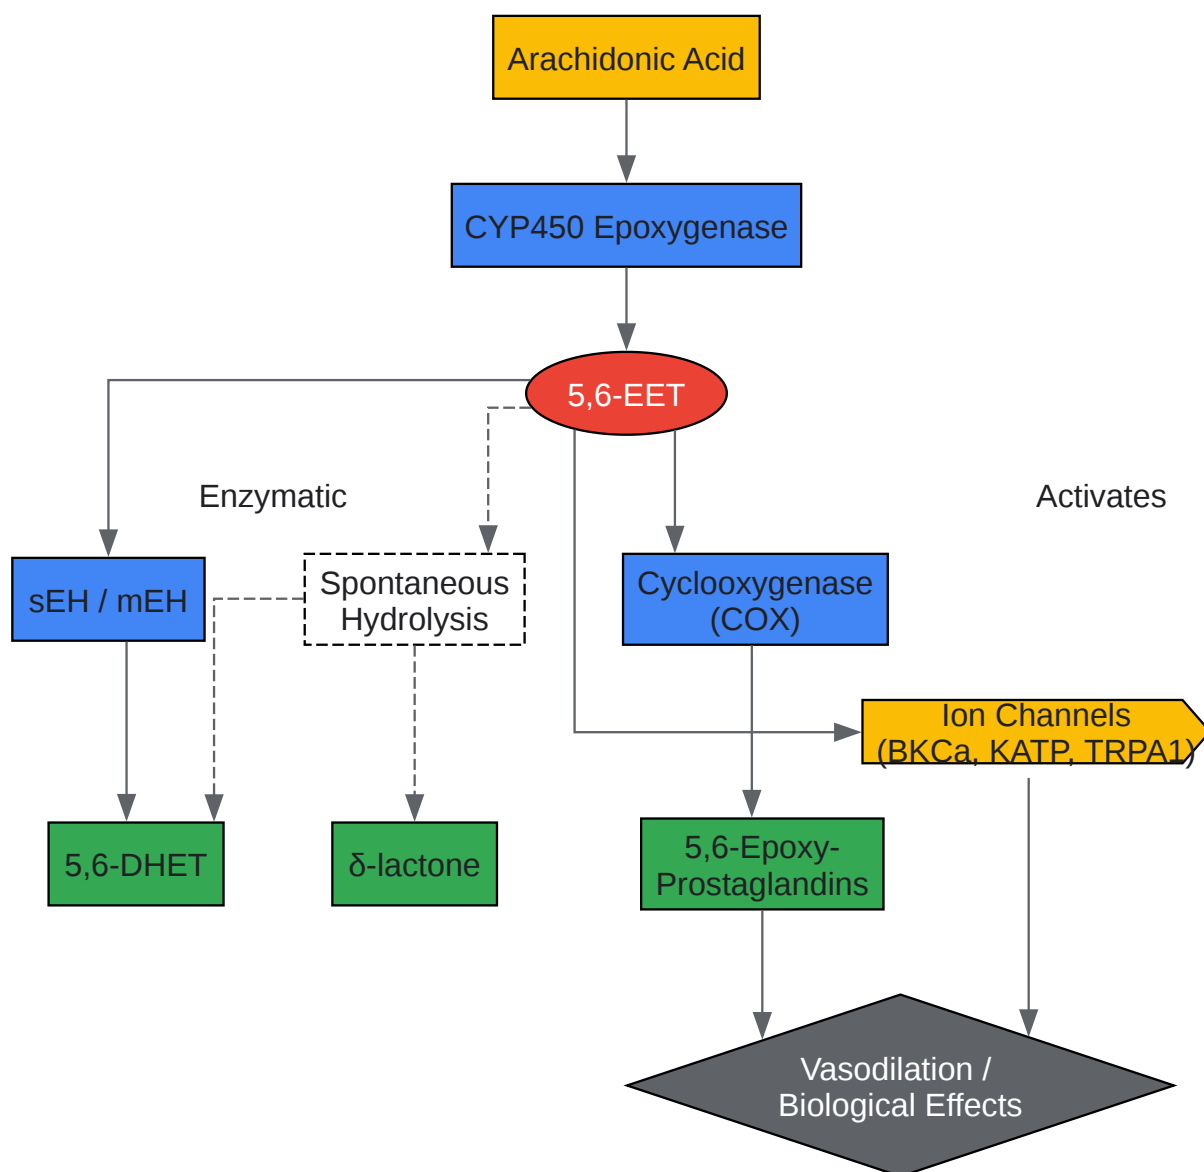 Arachidonic Acid
CYP450 Epoxygenase
5,6-EET
Enzymatic
Activates
sEH / mEH
Spontaneous
Hydrolysis
Cyclooxygenase
(COX)
Ion Channels
(BKCa, KATP, TRPA1)
5,6-DHET
δ-lactone
5,6-Epoxy-
Prostaglandins
Vasodilation /
Biological Effects